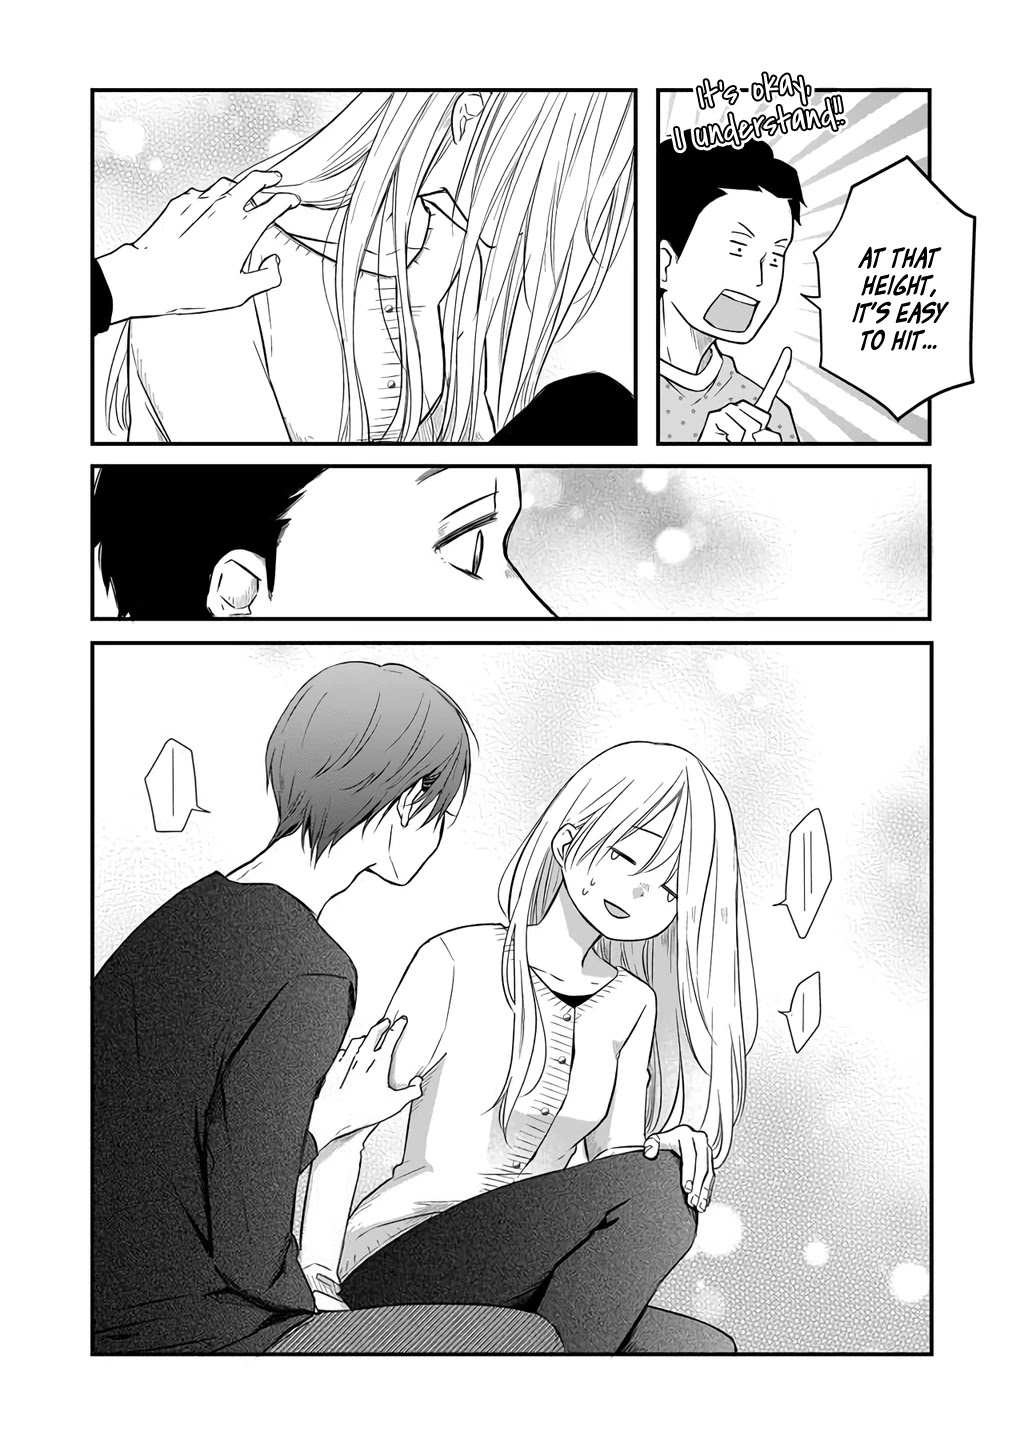 It's okay,
I understand!!
AT THAT
HEIGHT,
IT'S EASY
TO HIT...